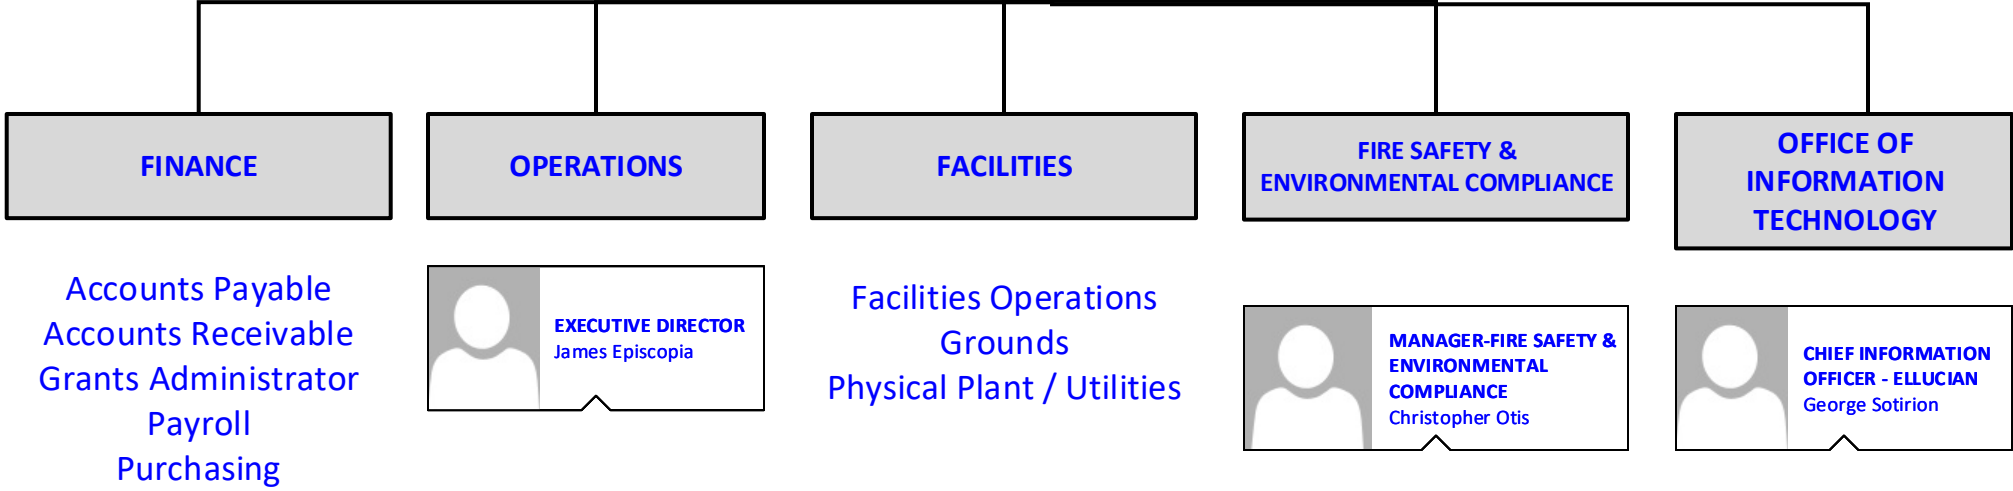 FINANCE
OPERATIONS
FACILITIES
FIRE SAFETY &
ENVIRONMENTAL COMPLIANCE
OFFICE OF
INFORMATION
TECHNOLOGY
Accounts Payable
Accounts Receivable
Grants Administrator
Payroll
Purchasing
EXECUTIVE DIRECTOR
James Episcopia
Facilities Operations
Grounds
Physical Plant / Utilities
MANAGER-FIRE SAFETY &
ENVIRONMENTAL
COMPLIANCE
Christopher Otis
CHIEF INFORMATION
OFFICER - ELLUCIAN
George Sotirion